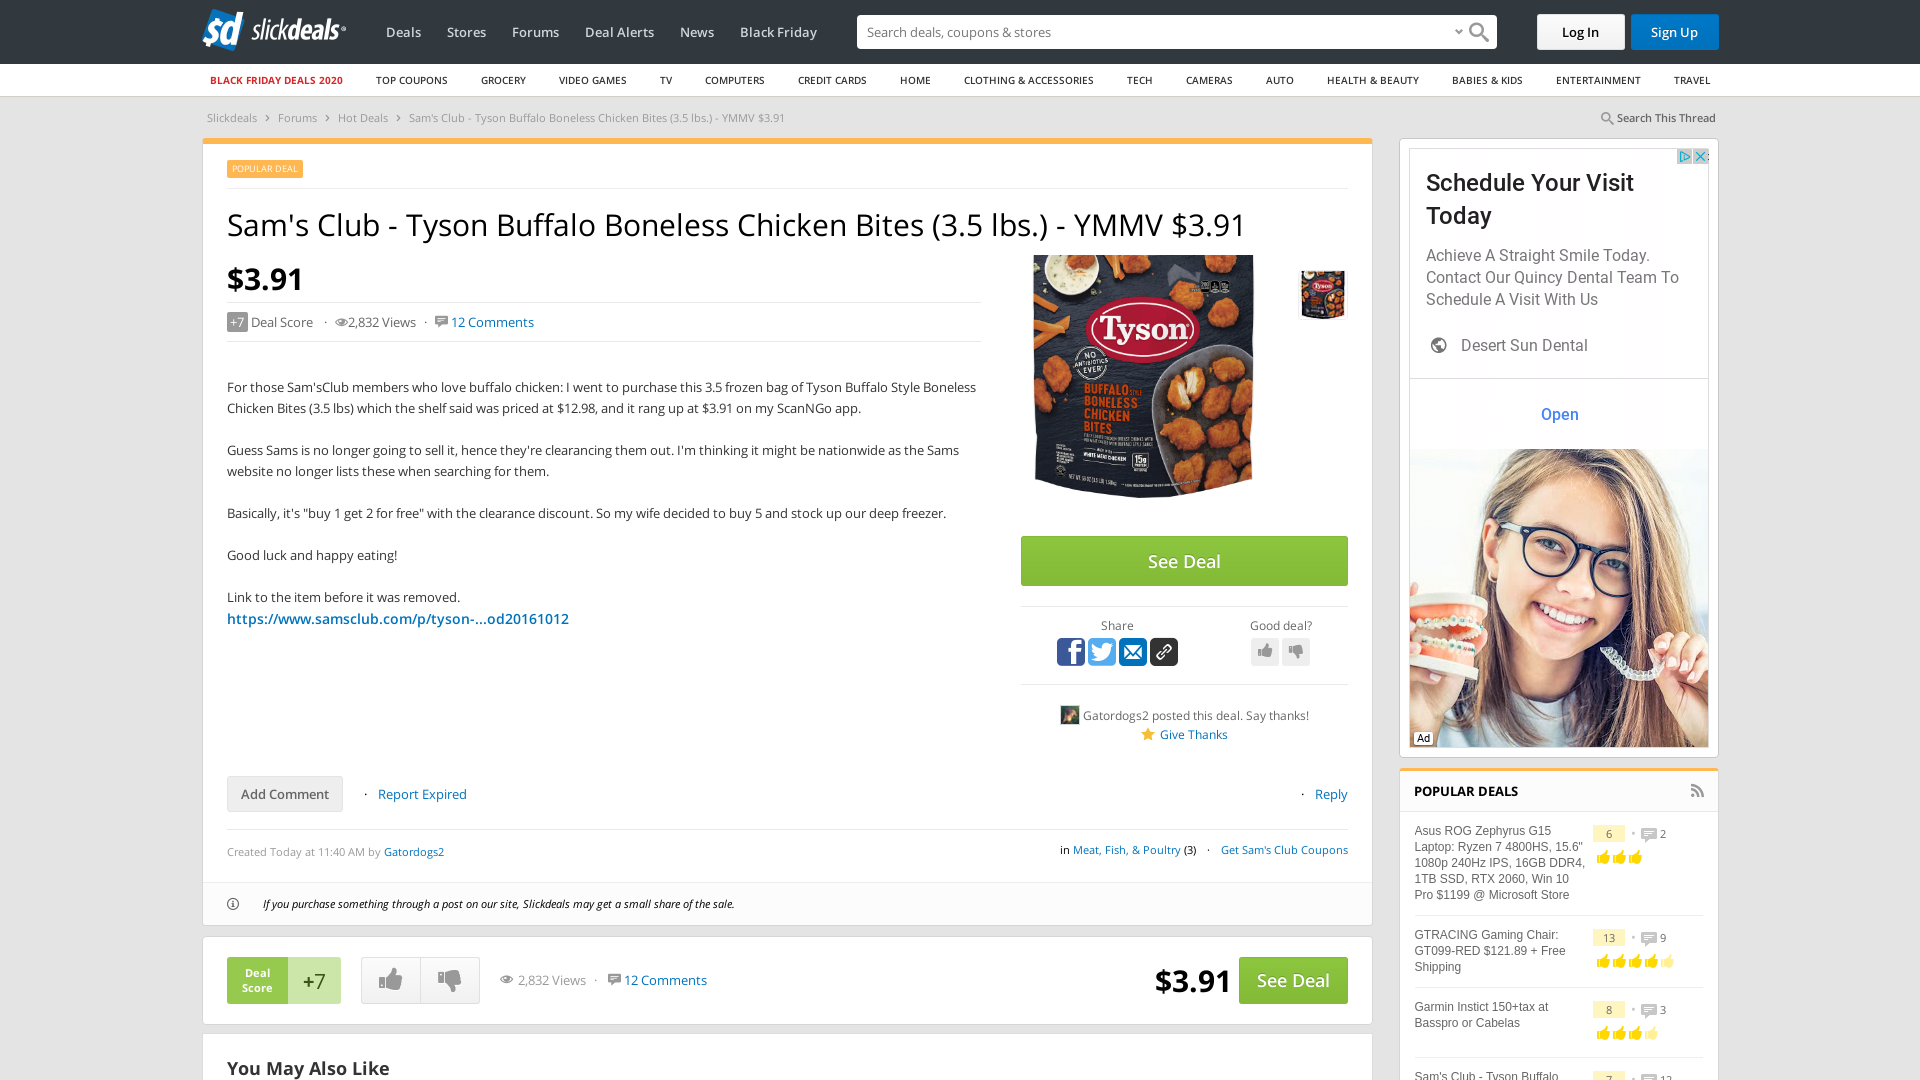 sd slickdeals
Deals
Stores
Forums
Deal Alerts
News
Black Friday
Search deals, coupons & stores
Log In
Sign Up
BLACK FRIDAY DEALS 2020
TOP COUPONS
GROCERY
VIDEO GAMES
TV
COMPUTERS
CREDIT CARDS
HOME
CLOTHING & ACCESSORIES
TECH
CAMERAS
AUTO
HEALTH & BEAUTY
BABIES & KIDS
ENTERTAINMENT
TRAVEL
Slickdeals › Forums › Hot Deals › Sam's Club - Tyson Buffalo Boneless Chicken Bites (3.5 lbs.) - YMMV $3.91
Search This Thread
POPULAR DEAL
Sam's Club - Tyson Buffalo Boneless Chicken Bites (3.5 lbs.) - YMMV $3.91
$3.91
+7 Deal Score · 2,832 Views · 12 Comments
For those Sam'sClub members who love buffalo chicken: I went to purchase this 3.5 frozen bag of Tyson Buffalo Style Boneless
Chicken Bites (3.5 lbs) which the shelf said was priced at $12.98, and it rang up at $3.91 on my ScanNGo app.
Guess Sams is no longer going to sell it, hence they're clearancing them out. I'm thinking it might be nationwide as the Sams
website no longer lists these when searching for them.
Basically, it's "buy 1 get 2 for free" with the clearance discount. So my wife decided to buy 5 and stock up our deep freezer.
Good luck and happy eating!
Link to the item before it was removed.
https://www.samsclub.com/p/tyson-...od20161012
Tyson
NO
ANTIBIOTICS
EVER
BUFFALO STYLE
BONELESS
CHICKEN
BITES
WHITE MEAT CHICKEN
15g
Tyson
See Deal
Share
Good deal?
Gatordogs2 posted this deal. Say thanks!
Give Thanks
Add Comment
· Report Expired
· Reply
Created Today at 11:40 AM by Gatordogs2
in Meat, Fish, & Poultry (3) · Get Sam's Club Coupons
If you purchase something through a post on our site, Slickdeals may get a small share of the sale.
Deal
Score
+7
2,832 Views · 12 Comments
$3.91
See Deal
You May Also Like
Schedule Your Visit
Today
Achieve A Straight Smile Today.
Contact Our Quincy Dental Team To
Schedule A Visit With Us
Desert Sun Dental
Open
Ad
POPULAR DEALS
Asus ROG Zephyrus G15
Laptop: Ryzen 7 4800HS, 15.6"
1080p 240Hz IPS, 16GB DDR4,
1TB SSD, RTX 2060, Win 10
Pro $1199 @ Microsoft Store
6 • 2
GTRACING Gaming Chair:
GT099-RED $121.89 + Free
Shipping
13 • 9
Garmin Instict 150+tax at
Basspro or Cabelas
8 • 3
Sam's Club - Tyson Buffalo
7 • 12